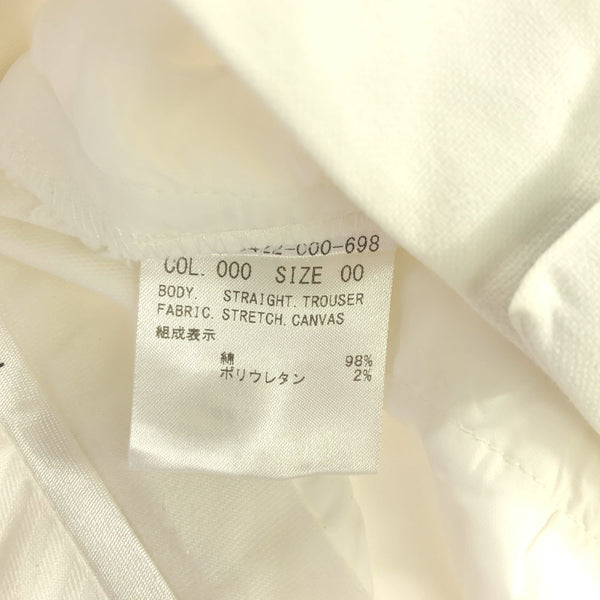 422-000-698
COL. 000 SIZE 00
BODY. STRAIGHT. TROUSER
FABRIC. STRETCH. CANVAS
組成表示
綿 98%
ポリウレタン 2%